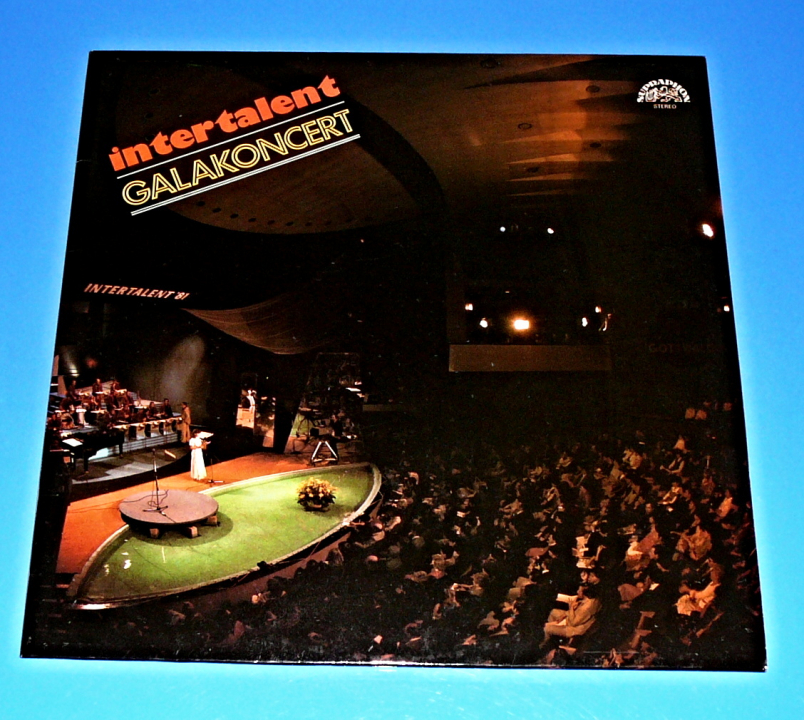 intertalent
GALAKONCERT
SUPRAPHON
STEREO
INTERTALENT '81